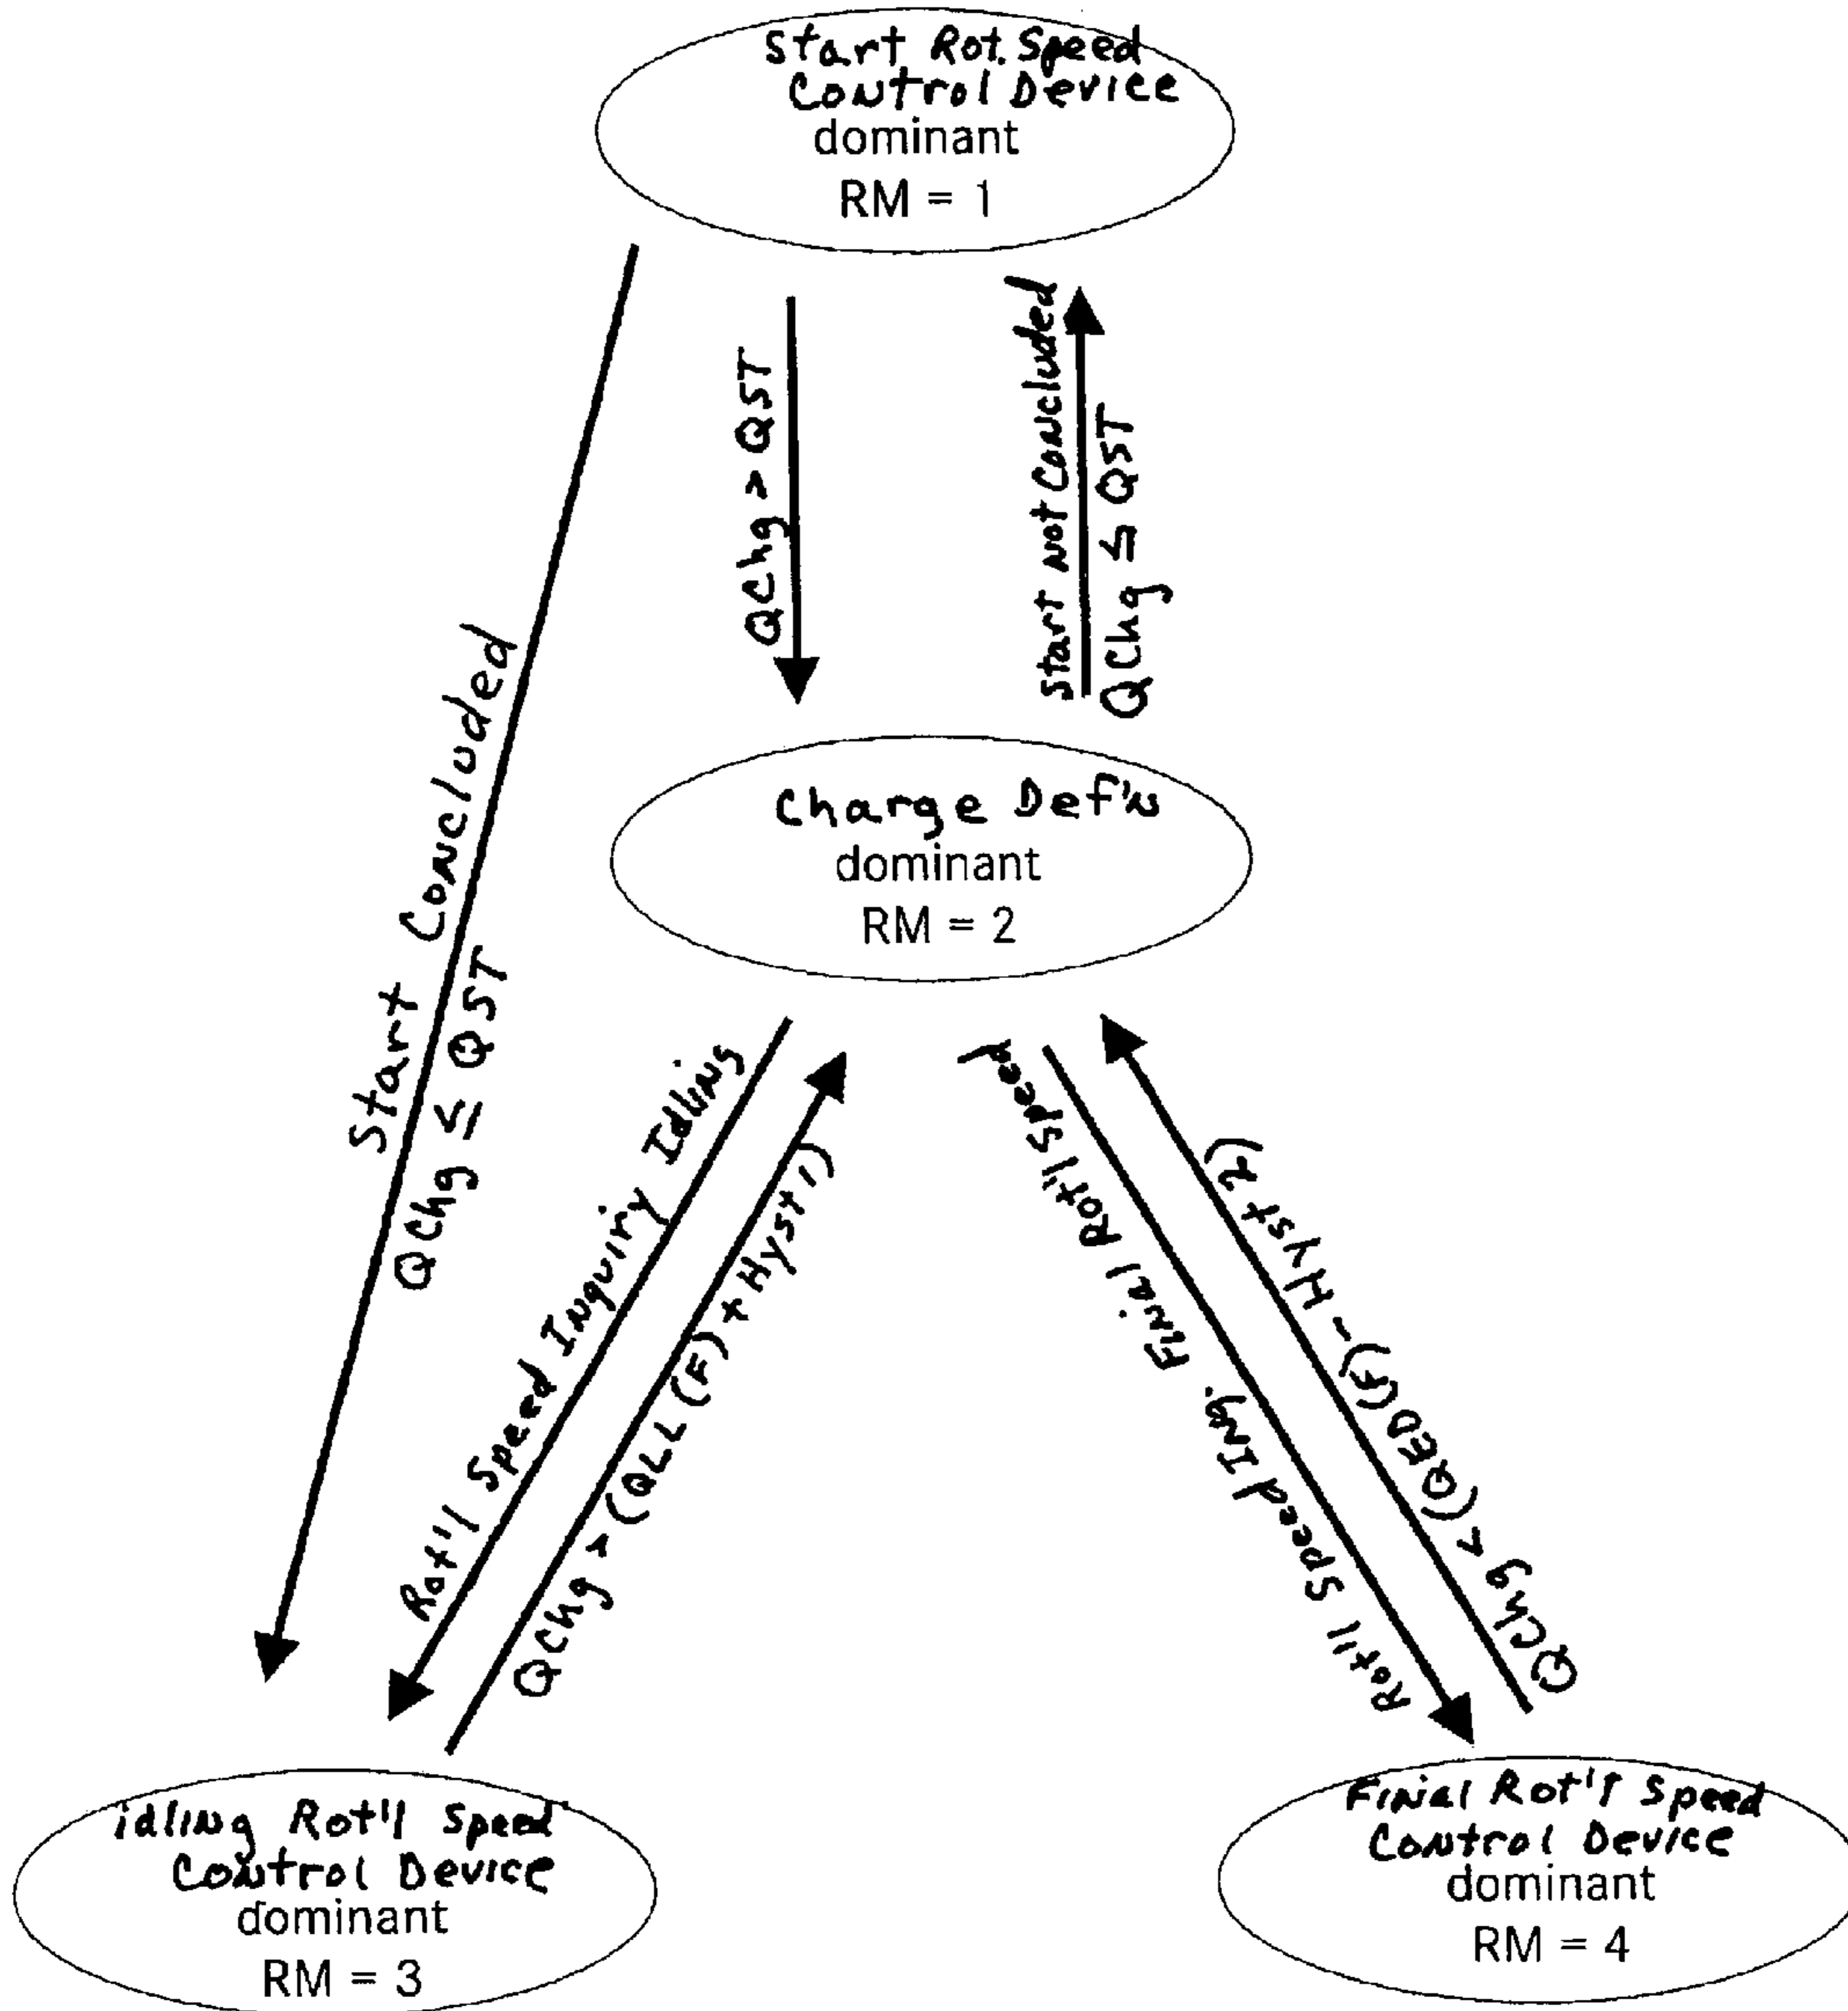 Start Rot. Speed
Control Device
dominant
RM = 1
Start Concluded
QChg ≤ QST
QChg > QST
Start not Concluded
QChg ≤ QST
Charge Def'n
dominant
RM = 2
Rot'l Speed Inquiry Idling
QChg > (QLL (F) + Hyst 1)
Rot'l Speed Inq. Final Rot'l Speed
QChg < (QED(F) - Hyst 2)
idling Rot'l Speed
Control Device
dominant
RM = 3
Final Rot'l Speed
Control Device
dominant
RM = 4